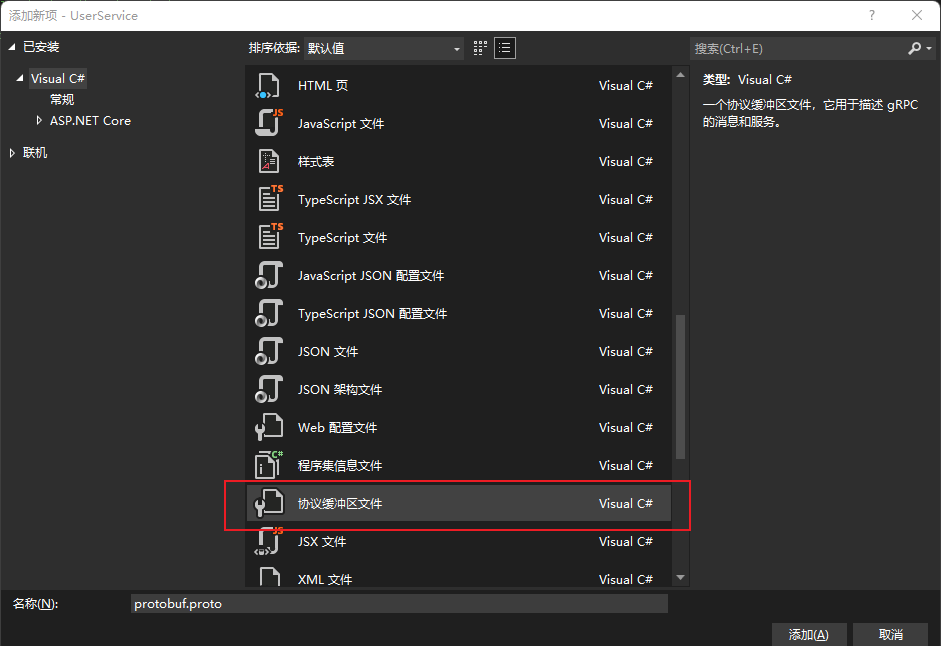 添加新项 - UserService
?
已安装
排序依据: 默认值
搜索(Ctrl+E)
Visual C#
常规
ASP.NET Core
联机
HTML 页 Visual C#
JavaScript 文件 Visual C#
样式表 Visual C#
TypeScript JSX 文件 Visual C#
TypeScript 文件 Visual C#
JavaScript JSON 配置文件 Visual C#
TypeScript JSON 配置文件 Visual C#
JSON 文件 Visual C#
JSON 架构文件 Visual C#
Web 配置文件 Visual C#
程序集信息文件 Visual C#
协议缓冲区文件 Visual C#
JSX 文件 Visual C#
XML 文件 Visual C#
类型: Visual C#
一个协议缓冲区文件，它用于描述 gRPC
的消息和服务。
名称(N): protobuf.proto
添加(A) 取消